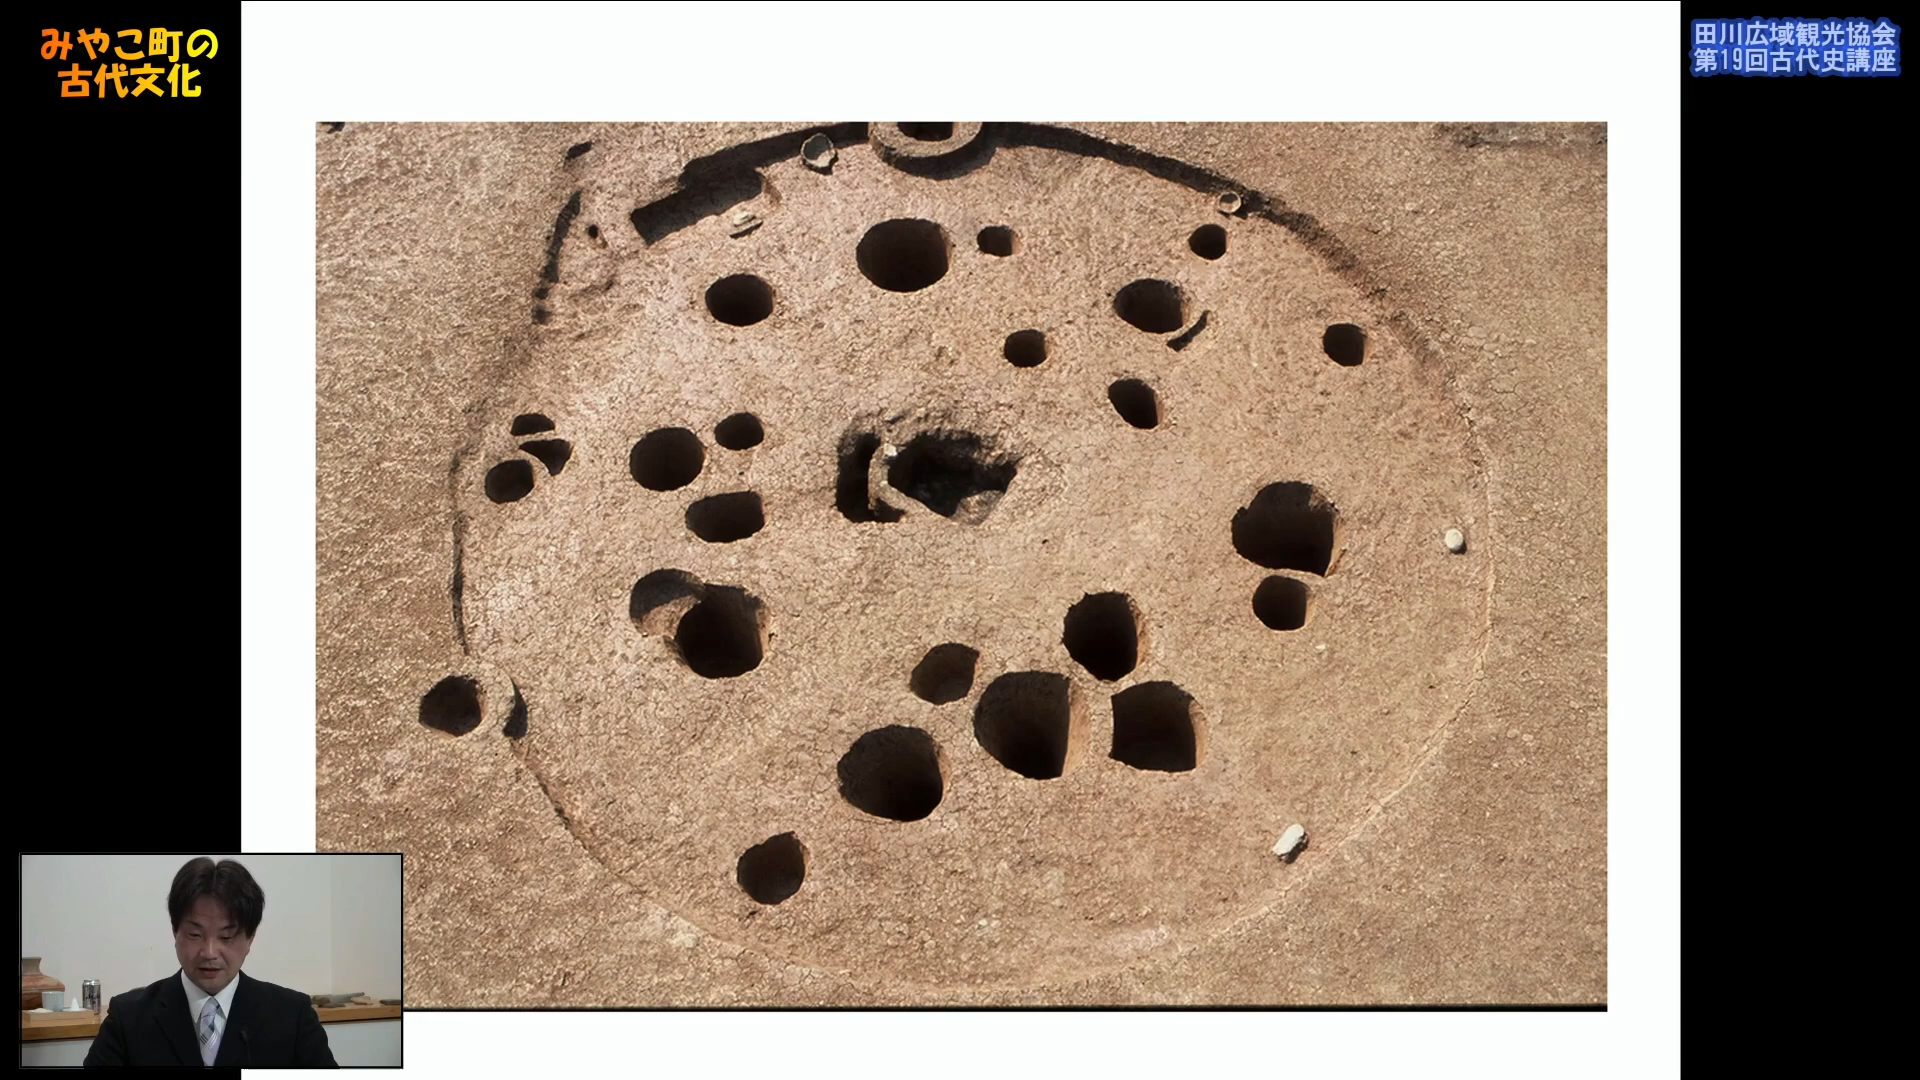 みやこ町の
古代文化
田川広域観光協会
第19回古代史講座